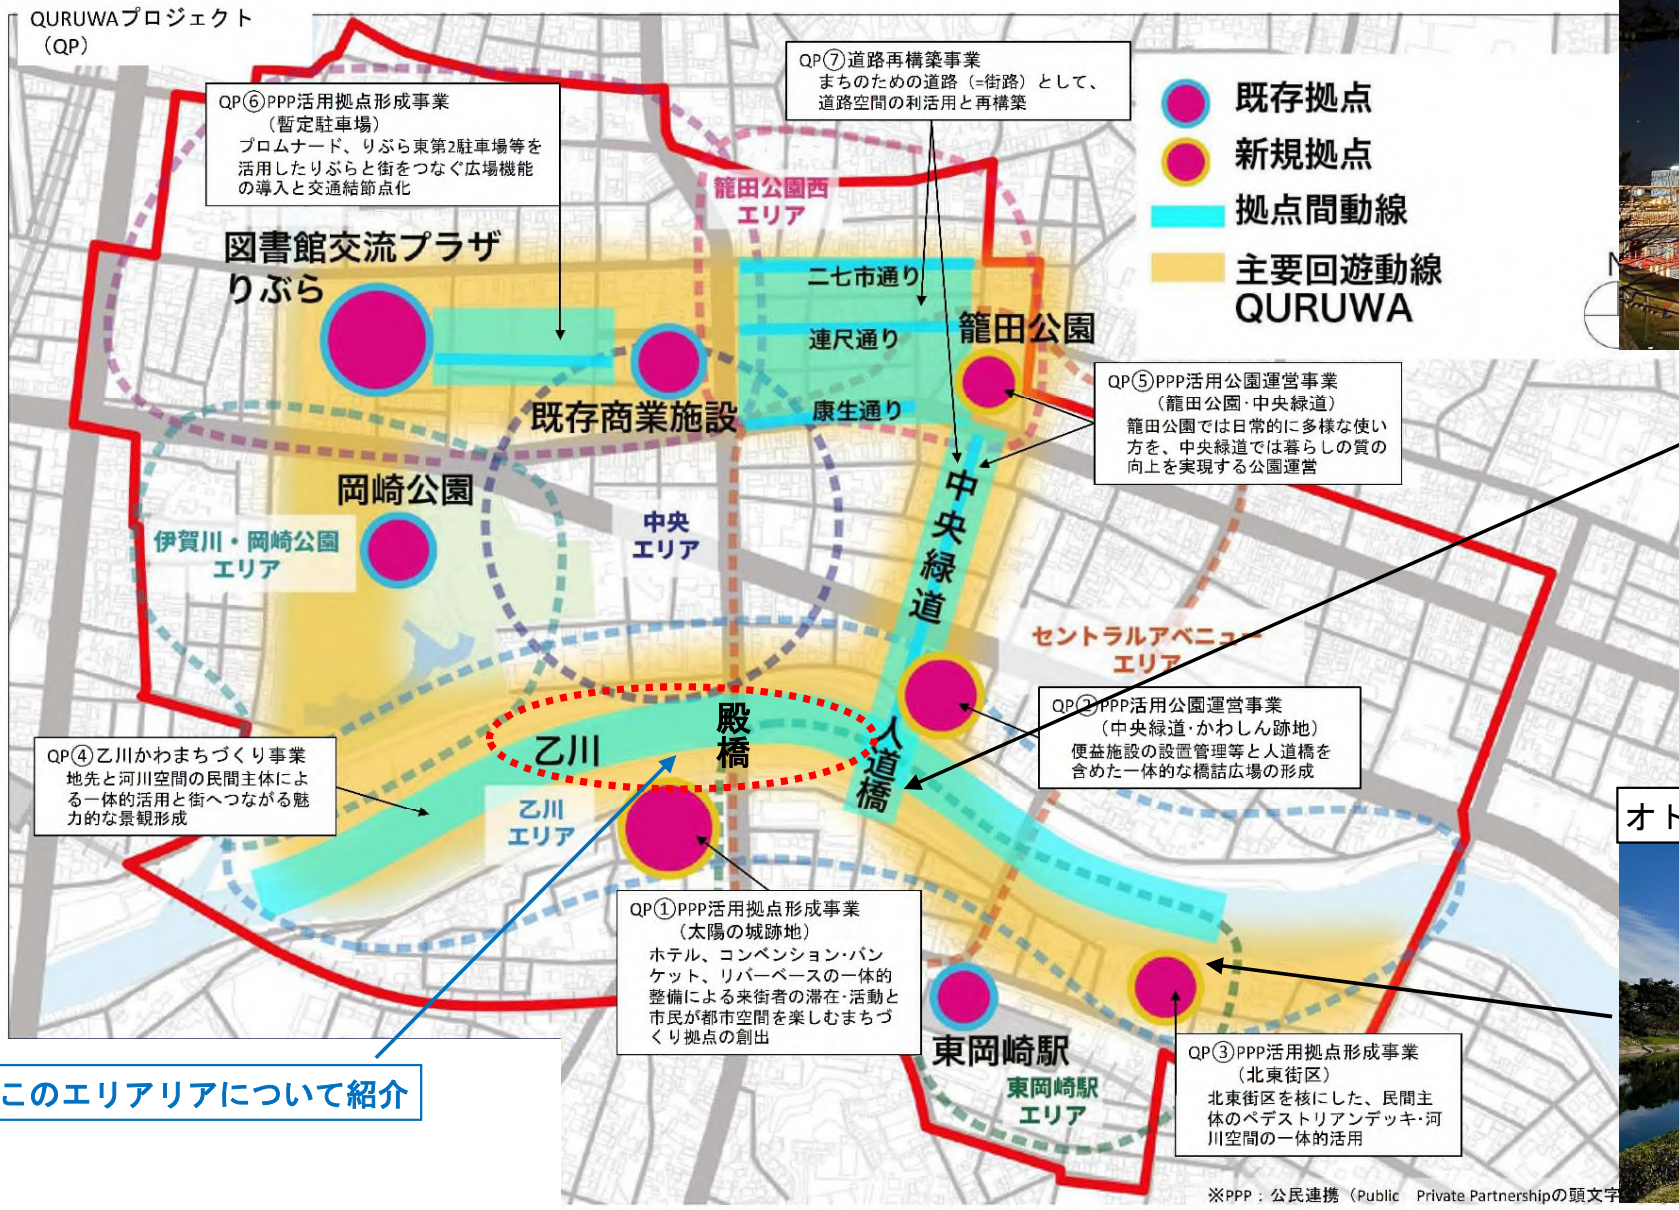 QURUWAプロジェクト
（QP）
QP⑥PPP活用拠点形成事業
（暫定駐車場）
プロムナード、りぶら東第2駐車場等を
活用したりぶらと街をつなぐ広場機能
の導入と交通結節点化
QP⑦道路再構築事業
まちのための道路（=街路）として、
道路空間の利活用と再構築
既存拠点
新規拠点
拠点間動線
主要回遊動線
QURUWA
N
籠田公園西
エリア
図書館交流プラザ
りぶら
二七市通り
連尺通り
康生通り
籠田公園
既存商業施設
QP⑤PPP活用公園運営事業
（籠田公園･中央緑道）
籠田公園では日常的に多様な使い
方を、中央緑道では暮らしの質の
向上を実現する公園運営
岡崎公園
伊賀川・岡崎公園
エリア
中央
エリア
中央緑道
セントラルアベニュー
エリア
QP②PPP活用公園運営事業
（中央緑道･かわしん跡地）
便益施設の設置管理等と人道橋を
含めた一体的な橋詰広場の形成
殿橋
乙川
人道橋
QP④乙川かわまちづくり事業
地先と河川空間の民間主体によ
る一体的活用と街へつながる魅
力的な景観形成
乙川
エリア
オト
QP①PPP活用拠点形成事業
（太陽の城跡地）
ホテル、コンベンション･バン
ケット、リバーベースの一体的
整備による来街者の滞在･活動と
市民が都市空間を楽しむまちづ
くり拠点の創出
東岡崎駅
東岡崎駅
エリア
QP③PPP活用拠点形成事業
（北東街区）
北東街区を核にした、民間主
体のペデストリアンデッキ･河
川空間の一体的活用
このエリアリアについて紹介
※PPP：公民連携（Public Private Partnershipの頭文字